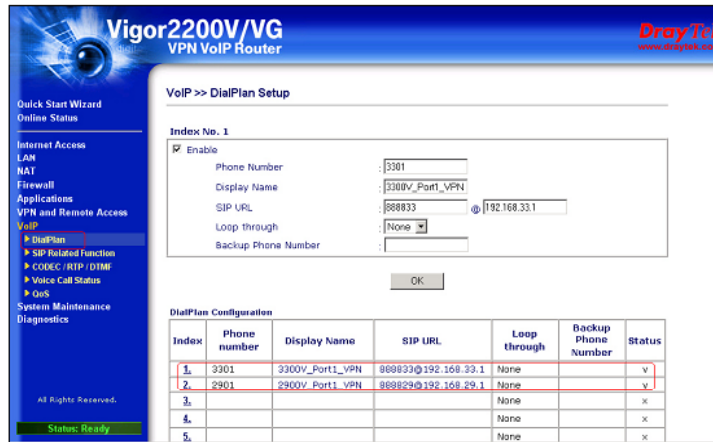 Vigor2200V/VG
digit
VPN VoIP Router
DrayTe
www.draytek.co
Quick Start Wizard
Online Status
Internet Access
LAN
NAT
Firewall
Applications
VPN and Remote Access
VoIP
DialPlan
SIP Related Function
CODEC / RTP / DTMF
Voice Call Status
QoS
System Maintenance
Diagnostics
All Rights Reserved.
Status: Ready
VoIP >> DialPlan Setup
Index No. 1
Enable
Phone Number : 3301
Display Name : 3300V_Port1_VPN
SIP URL : 888833 @ 192.168.33.1
Loop through : None
Backup Phone Number :
OK
DialPlan Configuration
Index Phone number Display Name SIP URL Loop through Backup Phone Number Status
1. 3301 3300V_Port1_VPN 888833@192.168.33.1 None v
2. 2901 2900V_Port1_VPN 888829@192.168.29.1 None v
3. None x
4. None x
5. None x